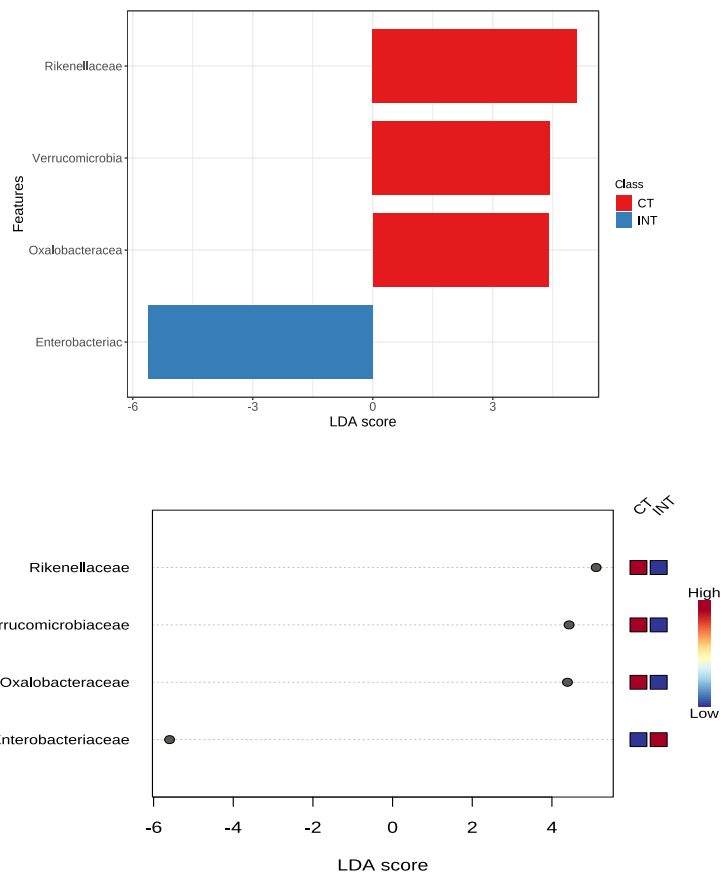 Rikenellaceae
Verrucomicrobia
Oxalobacteracea
Enterobacteriac
Features
-6 -3 0 3
LDA score
Class
CT
INT
CT INT
Rikenellaceae
rrucomicrobiaceae
Oxalobacteraceae
nterobacteriaceae
High
Low
-6 -4 -2 0 2 4
LDA score